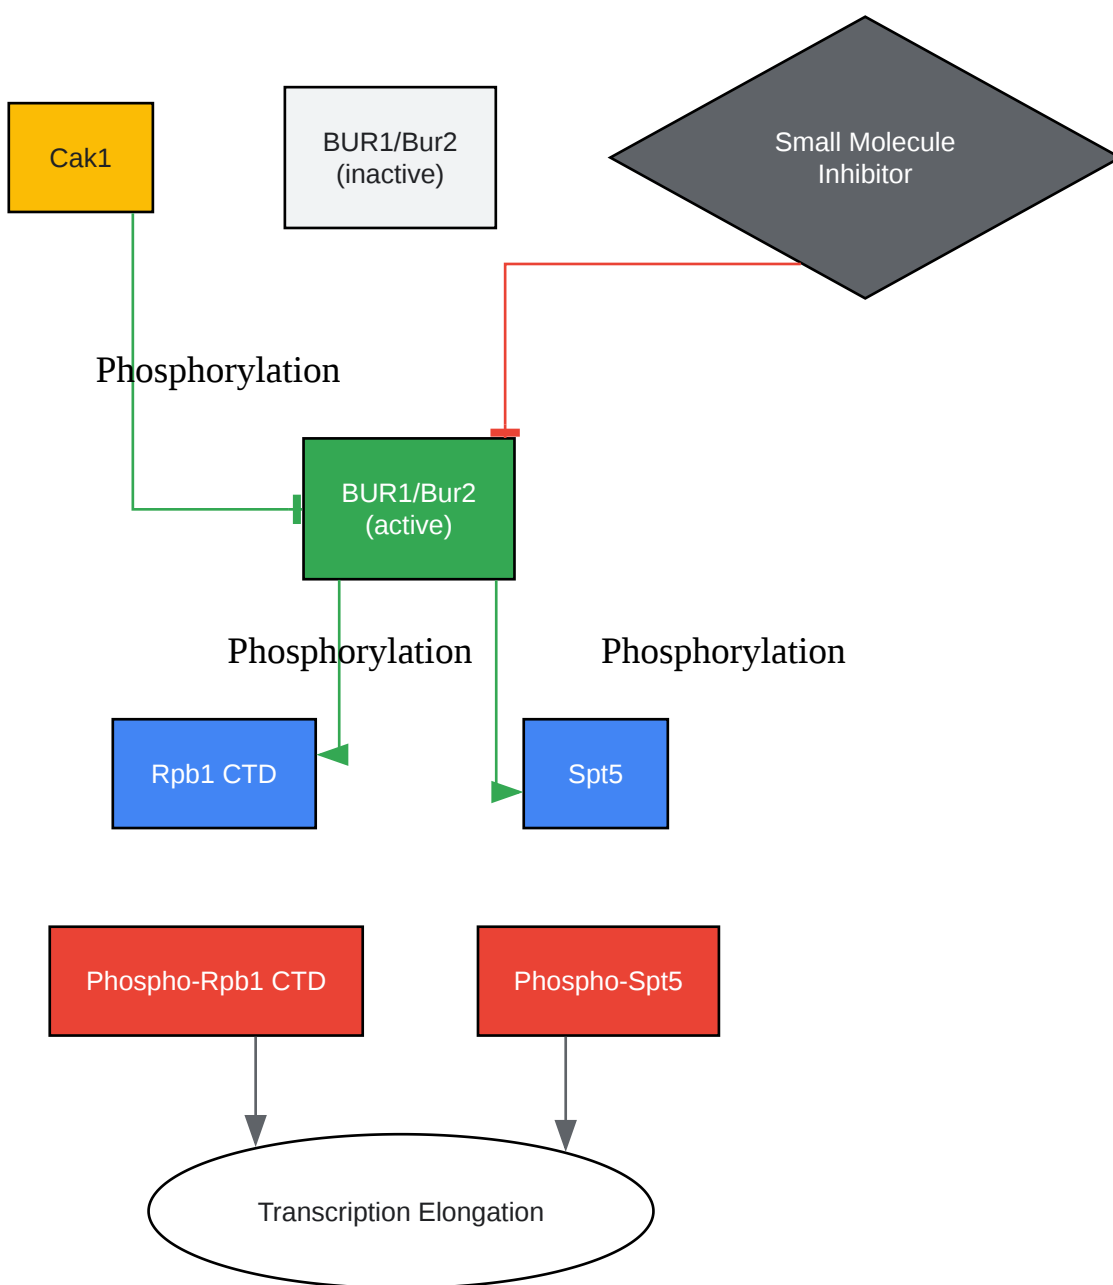 Cak1
BUR1/Bur2
(inactive)
Small Molecule
Inhibitor
Phosphorylation
BUR1/Bur2
(active)
Phosphorylation
Phosphorylation
Rpb1 CTD
Spt5
Phospho-Rpb1 CTD
Phospho-Spt5
Transcription Elongation